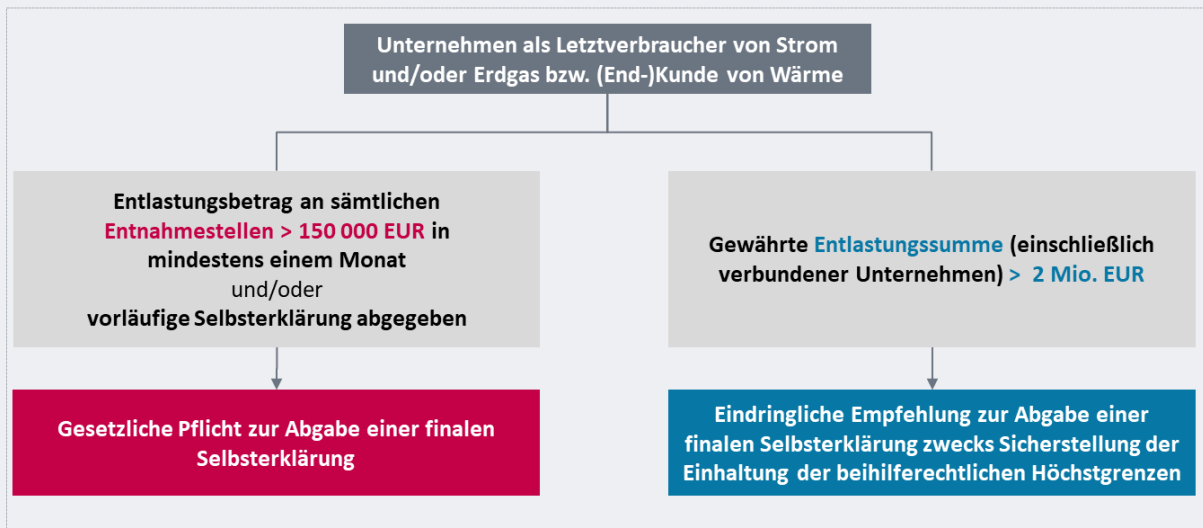 Unternehmen als Letztverbraucher von Strom
und/oder Erdgas bzw. (End-)Kunde von Wärme
Entlastungsbetrag an sämtlichen
Entnahmestellen > 150 000 EUR in
mindestens einem Monat
und/oder
vorläufige Selbsterklärung abgegeben
Gewährte Entlastungssumme (einschließlich
verbundener Unternehmen) > 2 Mio. EUR
Gesetzliche Pflicht zur Abgabe einer finalen
Selbsterklärung
Eindringliche Empfehlung zur Abgabe einer
finalen Selbsterklärung zwecks Sicherstellung der
Einhaltung der beihilferechtlichen Höchstgrenzen